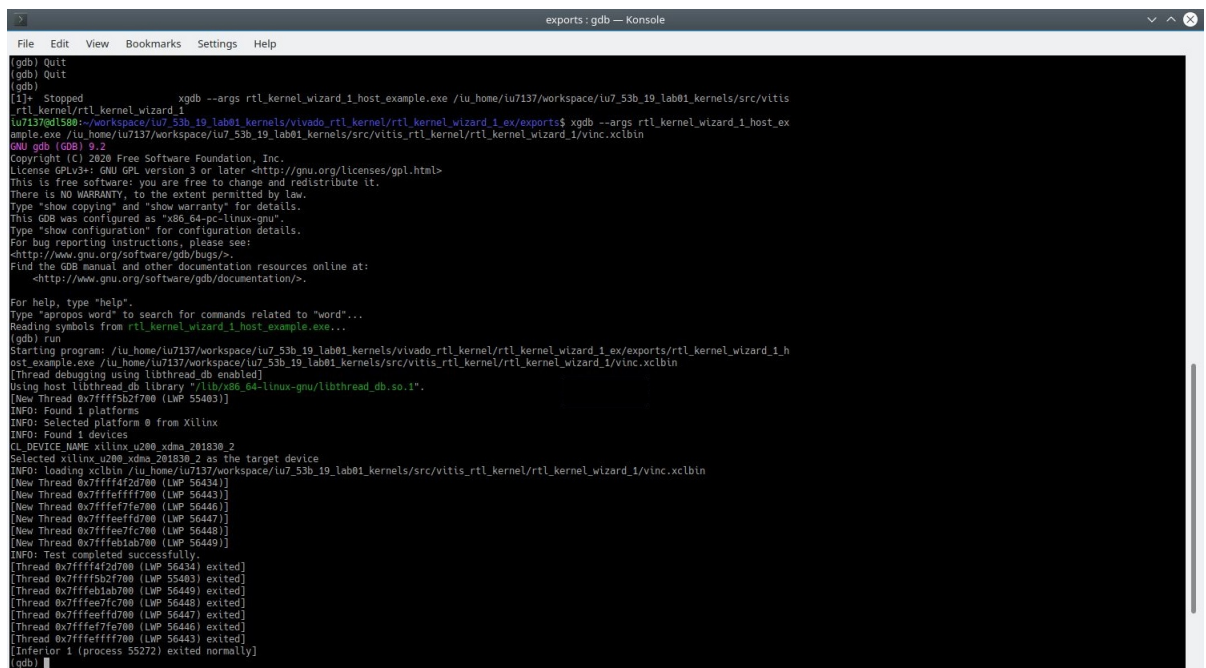 exports : gdb — Konsole
File Edit View Bookmarks Settings Help
(gdb) Quit
(gdb) Quit
(gdb)
[1]+  Stopped                 xgdb --args rtl_kernel_wizard_1_host_example.exe /iu_home/iu7137/workspace/iu7_53b_19_lab01_kernels/src/vitis
_rtl_kernel/rtl_kernel_wizard_1
iu7137@dl580:~/workspace/iu7_53b_19_lab01_kernels/vivado_rtl_kernel/rtl_kernel_wizard_1_ex/exports$ xgdb --args rtl_kernel_wizard_1_host_ex
ample.exe /iu_home/iu7137/workspace/iu7_53b_19_lab01_kernels/src/vitis_rtl_kernel/rtl_kernel_wizard_1/vinc.xclbin
GNU gdb (GDB) 9.2
Copyright (C) 2020 Free Software Foundation, Inc.
License GPLv3+: GNU GPL version 3 or later <http://gnu.org/licenses/gpl.html>
This is free software: you are free to change and redistribute it.
There is NO WARRANTY, to the extent permitted by law.
Type "show copying" and "show warranty" for details.
This GDB was configured as "x86_64-pc-linux-gnu".
Type "show configuration" for configuration details.
For bug reporting instructions, please see:
<http://www.gnu.org/software/gdb/bugs/>.
Find the GDB manual and other documentation resources online at:
    <http://www.gnu.org/software/gdb/documentation/>.
For help, type "help".
Type "apropos word" to search for commands related to "word"...
Reading symbols from rtl_kernel_wizard_1_host_example.exe...
(gdb) run
Starting program: /iu_home/iu7137/workspace/iu7_53b_19_lab01_kernels/vivado_rtl_kernel/rtl_kernel_wizard_1_ex/exports/rtl_kernel_wizard_1_h
ost_example.exe /iu_home/iu7137/workspace/iu7_53b_19_lab01_kernels/src/vitis_rtl_kernel/rtl_kernel_wizard_1/vinc.xclbin
[Thread debugging using libthread_db enabled]
Using host libthread_db library "/lib/x86_64-linux-gnu/libthread_db.so.1".
[New Thread 0x7ffff5b2f700 (LWP 55403)]
INFO: Found 1 platforms
INFO: Selected platform 0 from Xilinx
INFO: Found 1 devices
CL_DEVICE_NAME xilinx_u200_xdma_201830_2
Selected xilinx_u200_xdma_201830_2 as the target device
INFO: loading xclbin /iu_home/iu7137/workspace/iu7_53b_19_lab01_kernels/src/vitis_rtl_kernel/rtl_kernel_wizard_1/vinc.xclbin
[New Thread 0x7ffff4f2d700 (LWP 56434)]
[New Thread 0x7fffeffff700 (LWP 56443)]
[New Thread 0x7fffef7fe700 (LWP 56446)]
[New Thread 0x7fffeeffd700 (LWP 56447)]
[New Thread 0x7fffee7fc700 (LWP 56448)]
[New Thread 0x7fffeb1ab700 (LWP 56449)]
INFO: Test completed successfully.
[Thread 0x7ffff4f2d700 (LWP 56434) exited]
[Thread 0x7ffff5b2f700 (LWP 55403) exited]
[Thread 0x7fffeb1ab700 (LWP 56449) exited]
[Thread 0x7fffee7fc700 (LWP 56448) exited]
[Thread 0x7fffeeffd700 (LWP 56447) exited]
[Thread 0x7fffef7fe700 (LWP 56446) exited]
[Thread 0x7fffeffff700 (LWP 56443) exited]
[Inferior 1 (process 55272) exited normally]
(gdb)